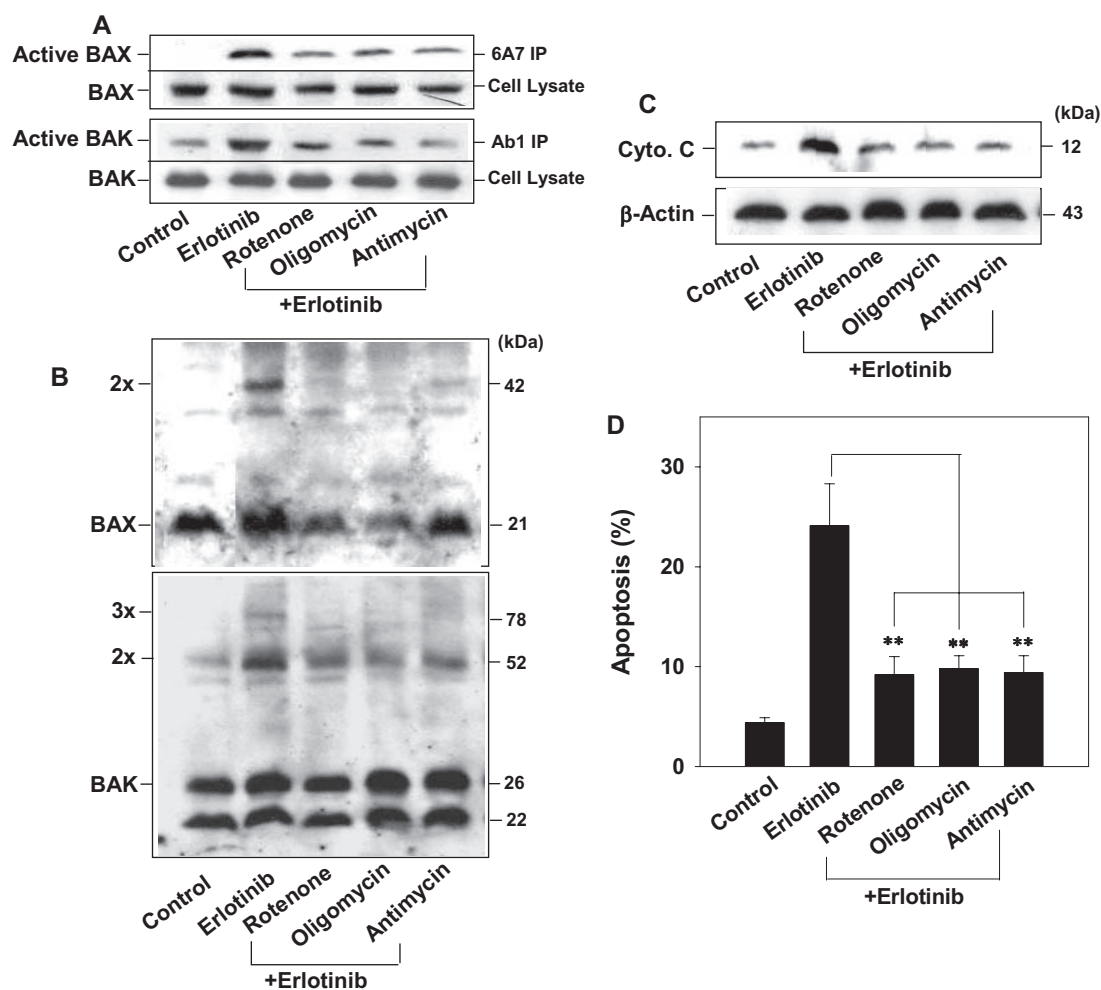 A
Active BAX
6A7 IP
BAX
Cell Lysate
Active BAK
Ab1 IP
BAK
Cell Lysate
Control
Erlotinib
Rotenone
Oligomycin
Antimycin
+Erlotinib
B
(kDa)
2x
42
BAX
21
3x
78
2x
52
BAK
26
22
Control
Erlotinib
Rotenone
Oligomycin
Antimycin
+Erlotinib
C
(kDa)
Cyto. C
12
β-Actin
43
Control
Erlotinib
Rotenone
Oligomycin
Antimycin
+Erlotinib
D
Apoptosis (%)
30
20
10
0
** ** **
Control
Erlotinib
Rotenone
Oligomycin
Antimycin
+Erlotinib